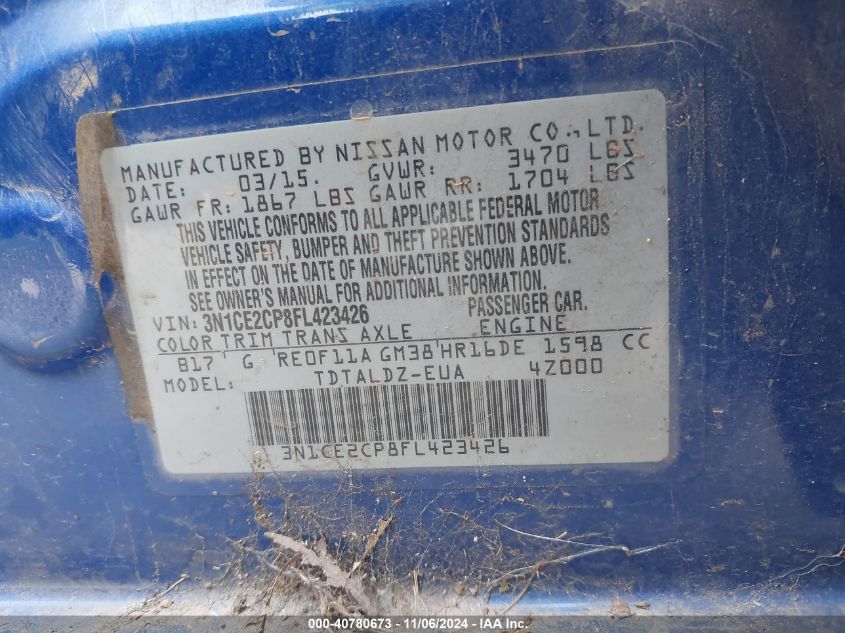 MANUFACTURED BY NISSAN MOTOR CO., LTD.
DATE: 03/15. GVWR: 3470 LBS
GAWR FR: 1867 LBS GAWR RR: 1704 LBS
THIS VEHICLE CONFORMS TO ALL APPLICABLE FEDERAL MOTOR
VEHICLE SAFETY, BUMPER AND THEFT PREVENTION STANDARDS
IN EFFECT ON THE DATE OF MANUFACTURE SHOWN ABOVE.
SEE OWNER'S MANUAL FOR ADDITIONAL INFORMATION.
VIN: 3N1CE2CP8FL423426 PASSENGER CAR.
COLOR TRIM TRANS AXLE ENGINE
B17 G RE0F11A GM38 HR16DE 1598 CC
MODEL: TDTALDZ-EUA 4Z000
3N1CE2CP8FL423426
000-40780673 - 11/06/2024 - IAA, Inc.